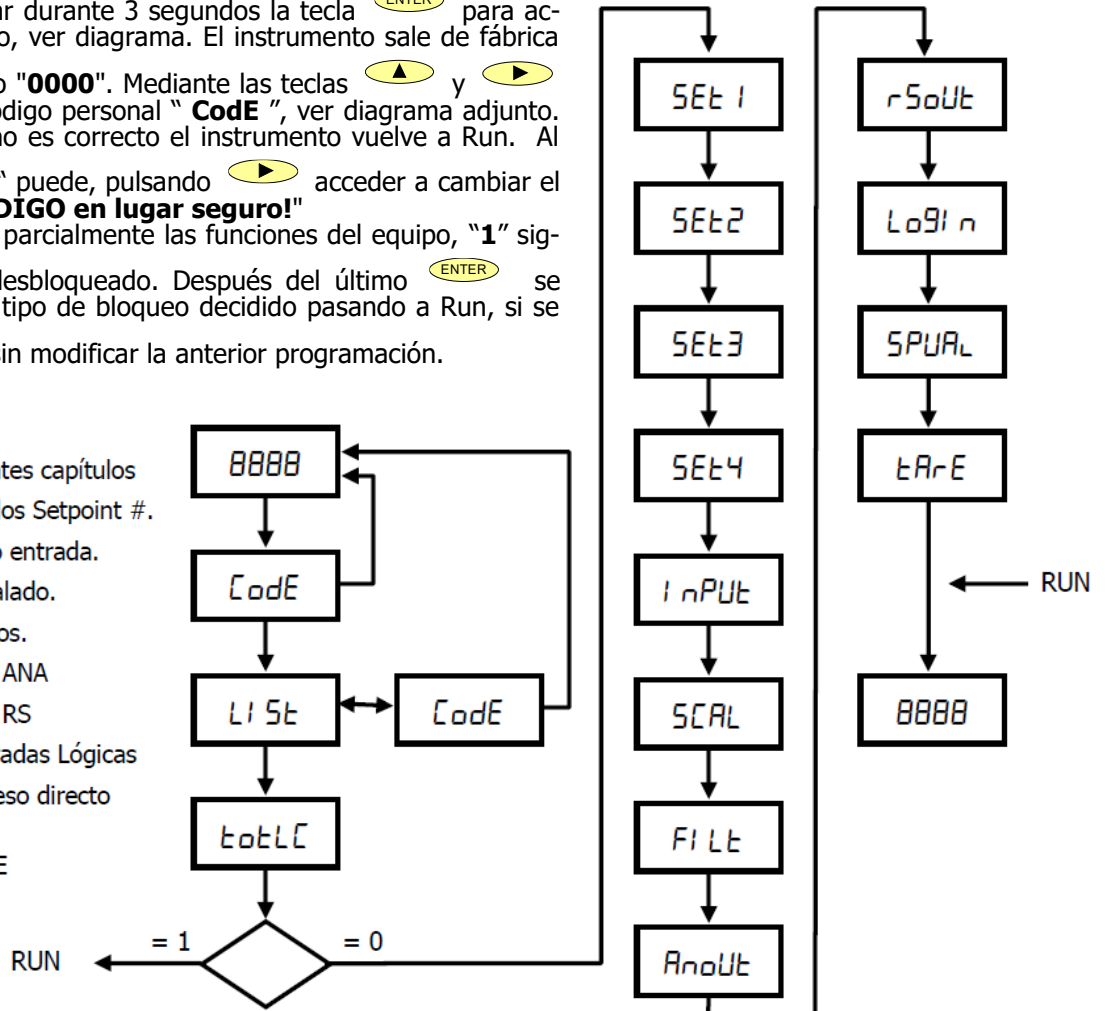 ar durante 3 segundos la tecla ENTER para ac-
o, ver diagrama. El instrumento sale de fábrica
o "0000". Mediante las teclas y
ódigo personal “ CodE ”, ver diagrama adjunto.
no es correcto el instrumento vuelve a Run. Al
“ puede, pulsando acceder a cambiar el
DIGO en lugar seguro!"
parcialmente las funciones del equipo, “1” sig-
desbloqueado. Después del último ENTER se
tipo de bloqueo decidido pasando a Run, si se
sin modificar la anterior programación.
tes capítulos
los Setpoint #.
o entrada.
alado.
os.
ANA
RS
adas Lógicas
eso directo
E
8888
CodE
LISt
CodE
totLC
= 1
= 0
RUN
SEt1
SEt2
SEt3
SEt4
InPUt
SCAL
FILt
AnoUt
rSoUt
LogIn
SPVAL
tArE
RUN
8888